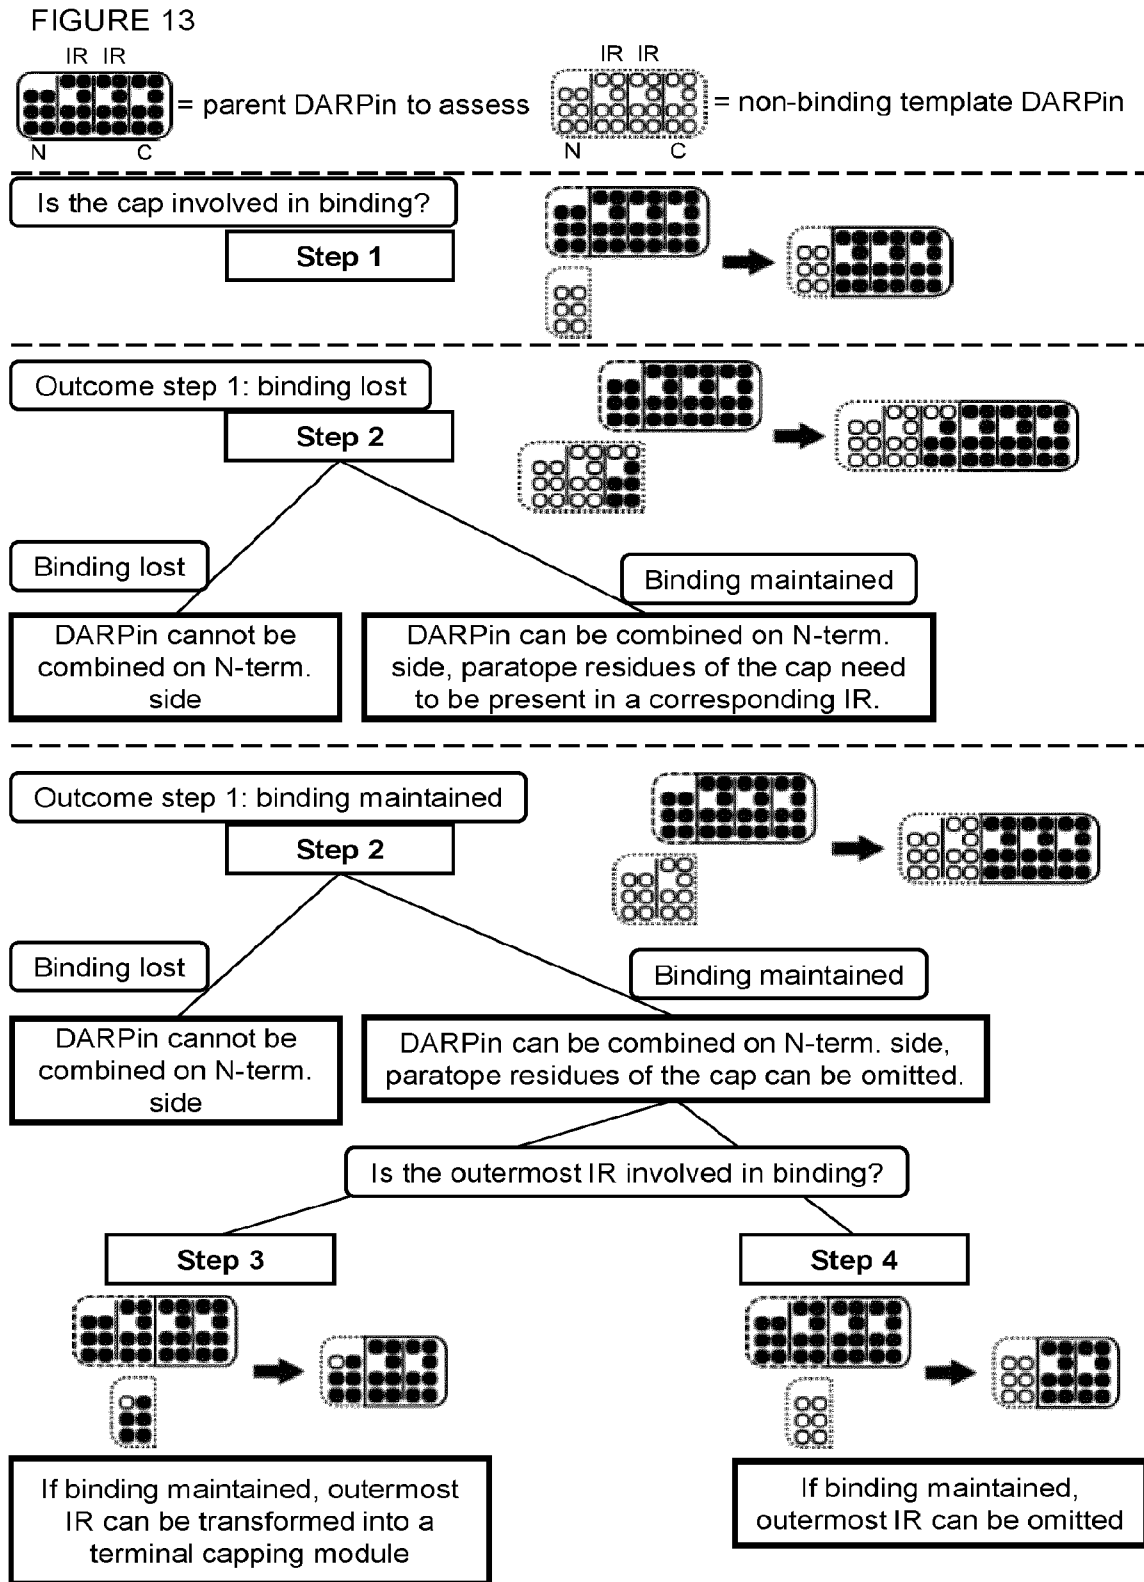 FIGURE 13
IR IR
IR IR
= parent DARPin to assess
= non-binding template DARPin
N C
N C
Is the cap involved in binding?
Step 1
Outcome step 1: binding lost
Step 2
Binding lost
Binding maintained
DARPin cannot be
combined on N-term.
side
DARPin can be combined on N-term.
side, paratope residues of the cap need
to be present in a corresponding IR.
Outcome step 1: binding maintained
Step 2
Binding lost
Binding maintained
DARPin cannot be
combined on N-term.
side
DARPin can be combined on N-term. side,
paratope residues of the cap can be omitted.
Is the outermost IR involved in binding?
Step 3
Step 4
If binding maintained, outermost
IR can be transformed into a
terminal capping module
If binding maintained,
outermost IR can be omitted